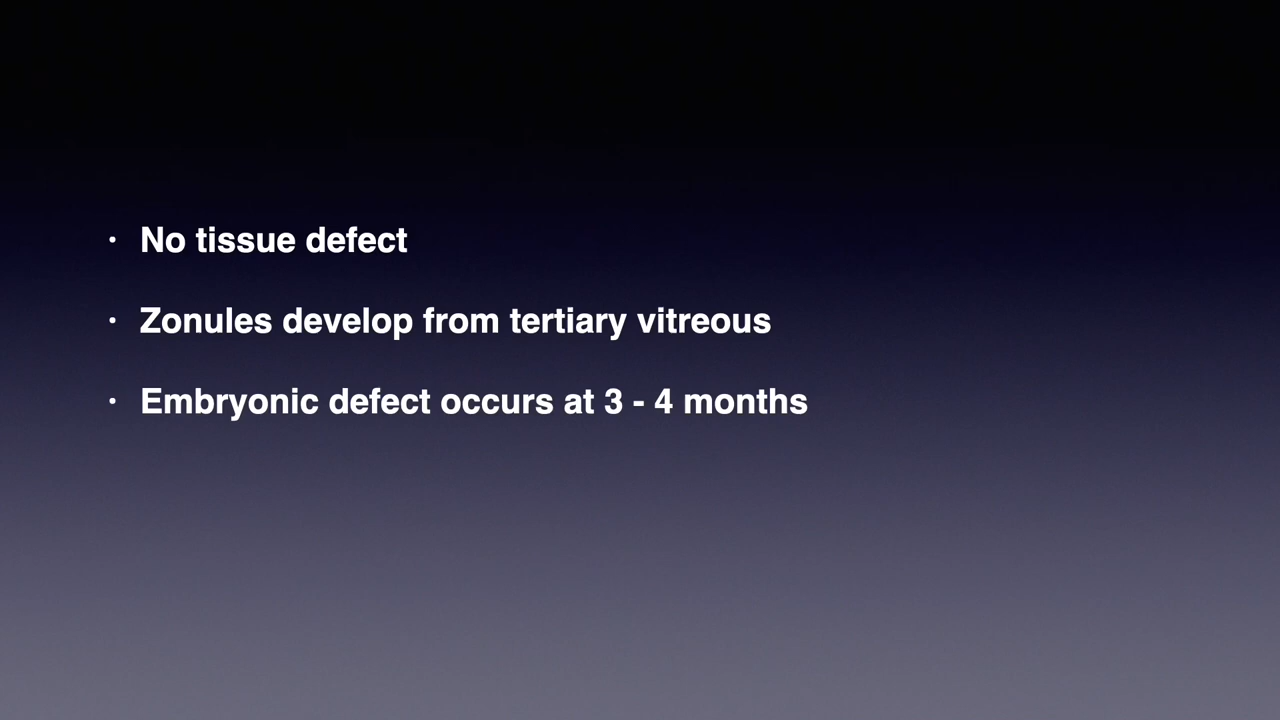 • No tissue defect
• Zonules develop from tertiary vitreous
• Embryonic defect occurs at 3 - 4 months